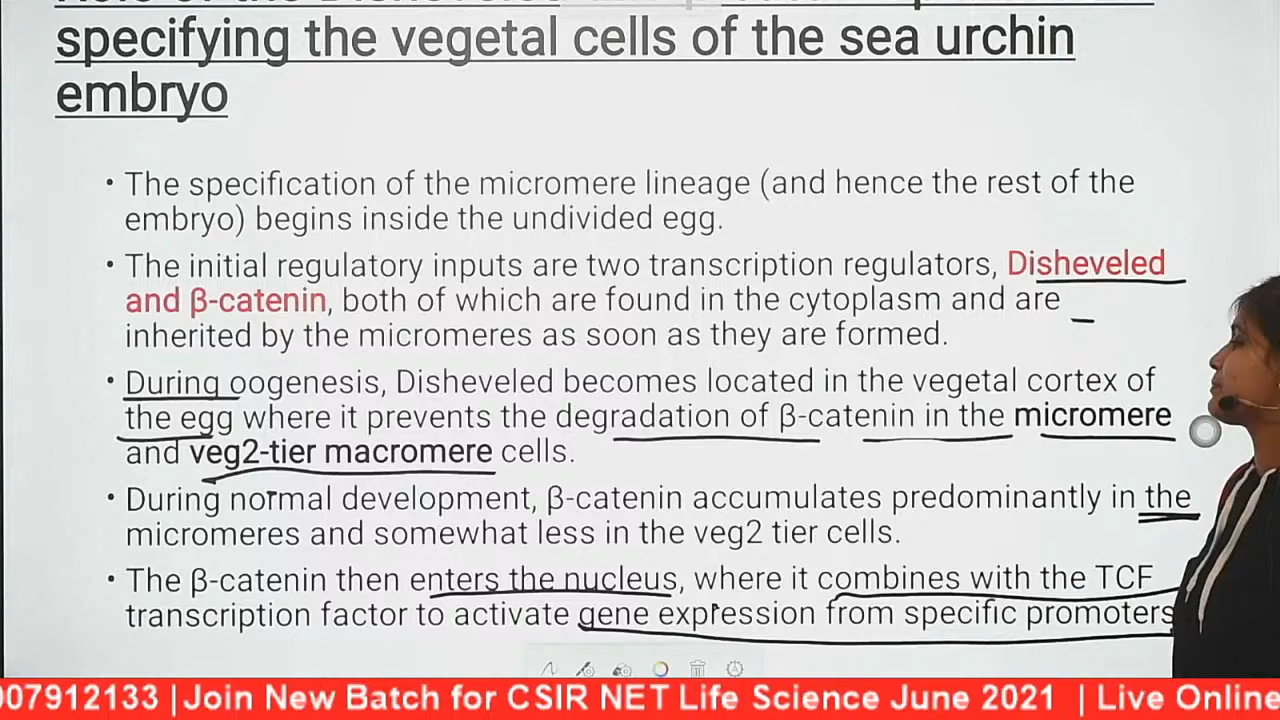 specifying the vegetal cells of the sea urchin
embryo
• The specification of the micromere lineage (and hence the rest of the
embryo) begins inside the undivided egg.
• The initial regulatory inputs are two transcription regulators, Disheveled
and β-catenin, both of which are found in the cytoplasm and are
inherited by the micromeres as soon as they are formed.
• During oogenesis, Disheveled becomes located in the vegetal cortex of
the egg where it prevents the degradation of β-catenin in the micromere
and veg2-tier macromere cells.
• During normal development, β-catenin accumulates predominantly in the
micromeres and somewhat less in the veg2 tier cells.
• The β-catenin then enters the nucleus, where it combines with the TCF
transcription factor to activate gene expression from specific promoters
007912133 |Join New Batch for CSIR NET Life Science June 2021 | Live Online